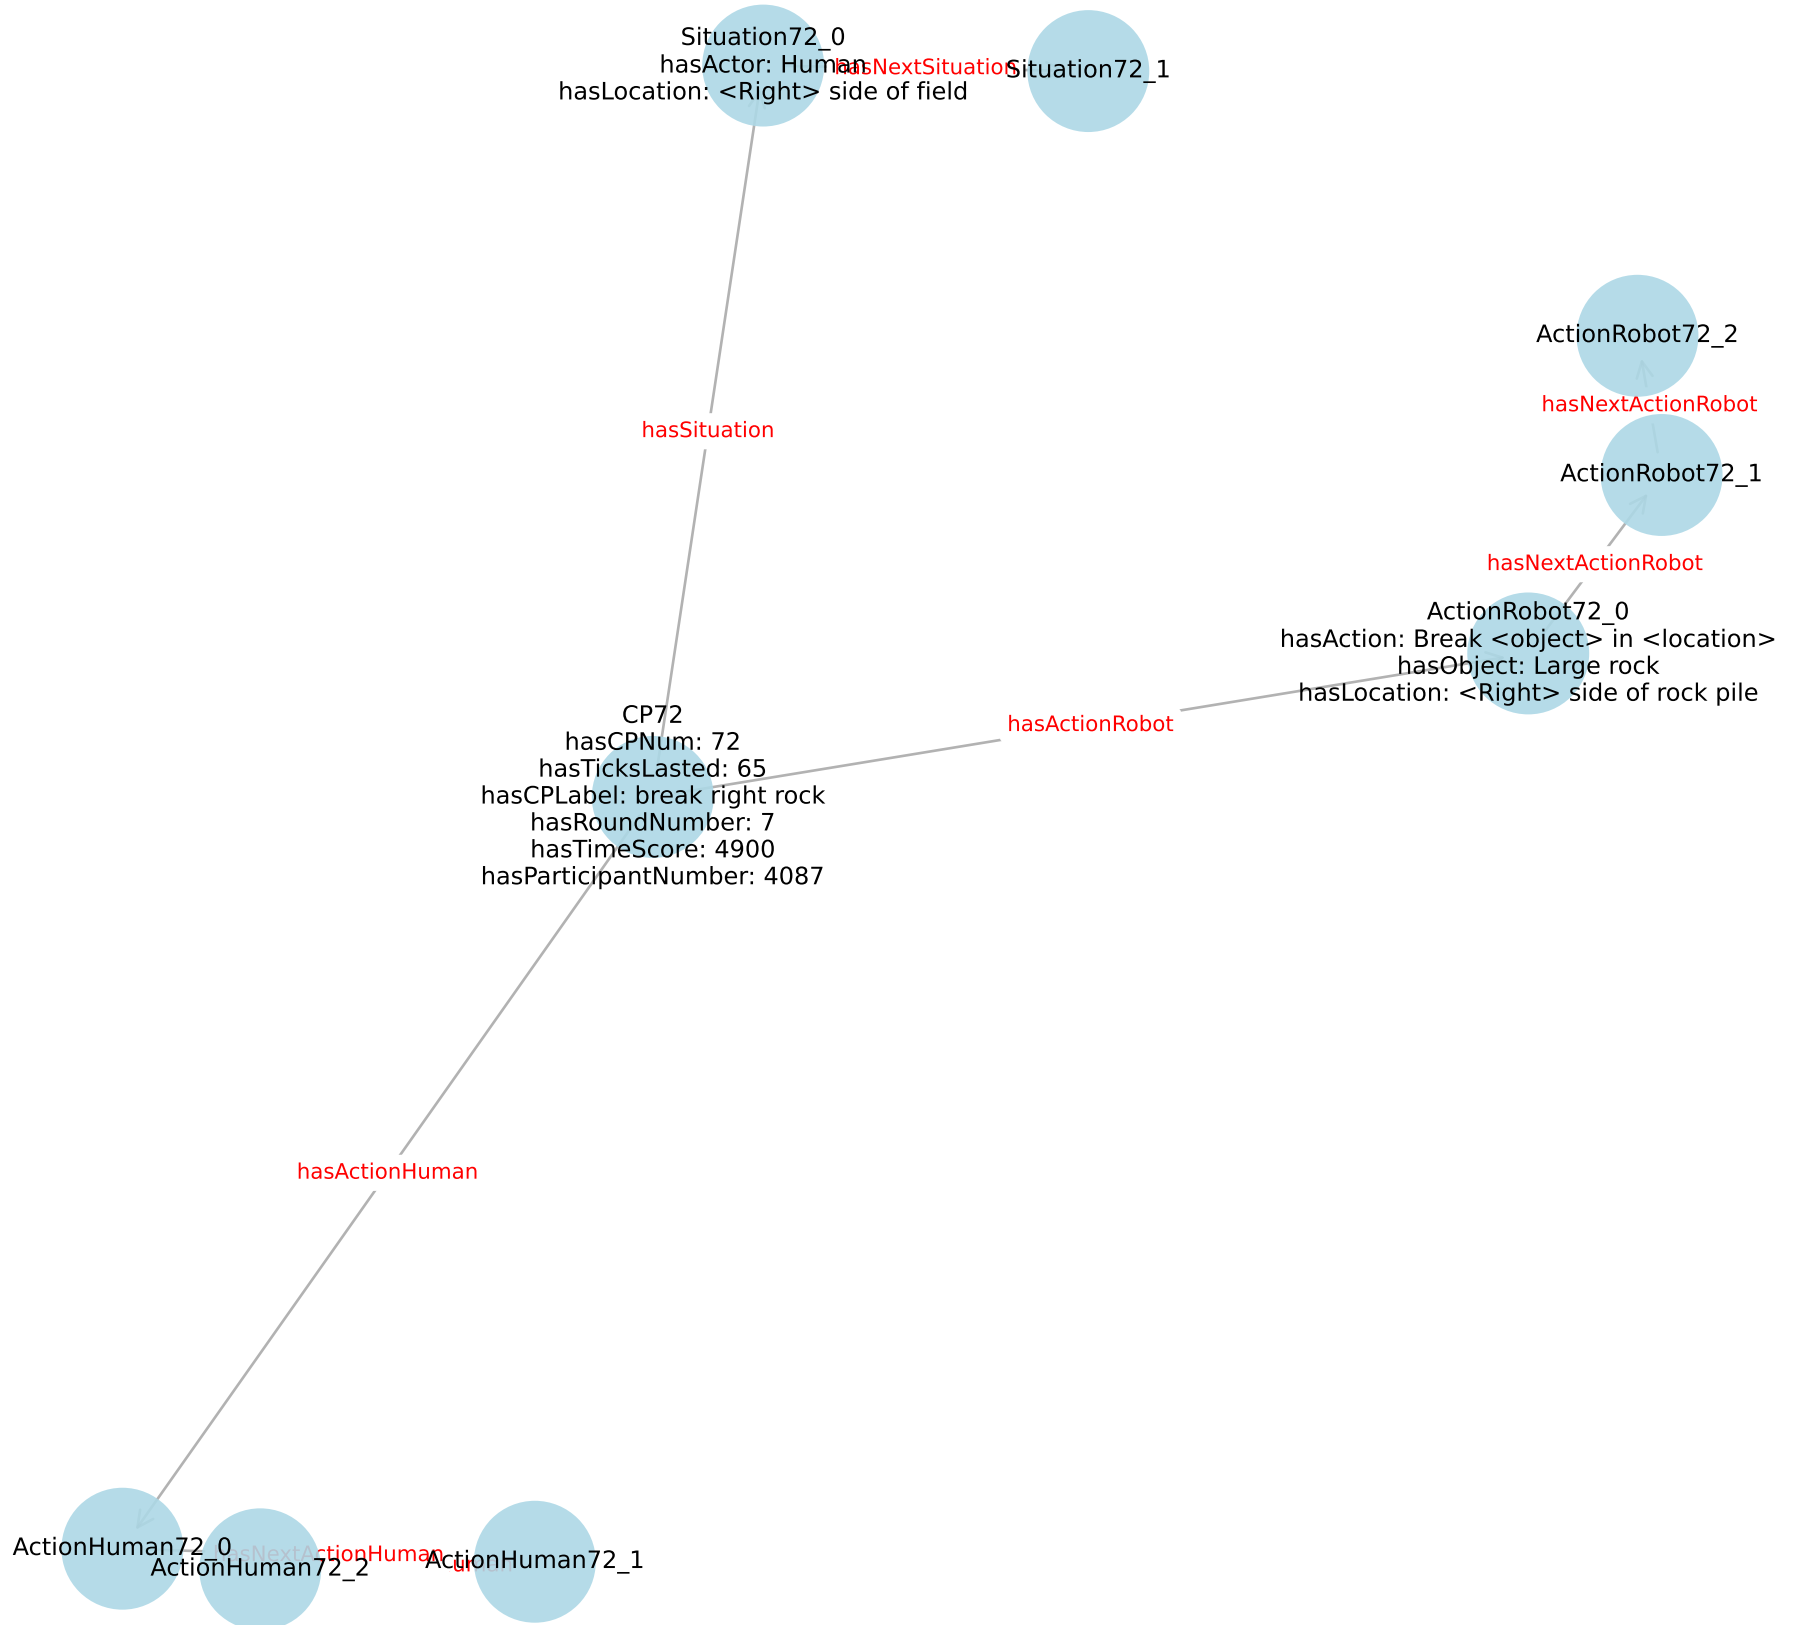 Situation72_0
hasActor: Human
hasLocation: <Right> side of field
hasNextSituation
Situation72_1
ActionRobot72_2
hasNextActionRobot
hasSituation
ActionRobot72_1
hasNextActionRobot
ActionRobot72_0
hasAction: Break <object> in <location>
hasObject: Large rock
hasLocation: <Right> side of rock pile
hasActionRobot
CP72
hasCPNum: 72
hasTicksLasted: 65
hasCPLabel: break right rock
hasRoundNumber: 7
hasTimeScore: 4900
hasParticipantNumber: 4087
hasActionHuman
ActionHuman72_0
hasNextActionHuman
ActionHuman72_2
ActionHuman72_1